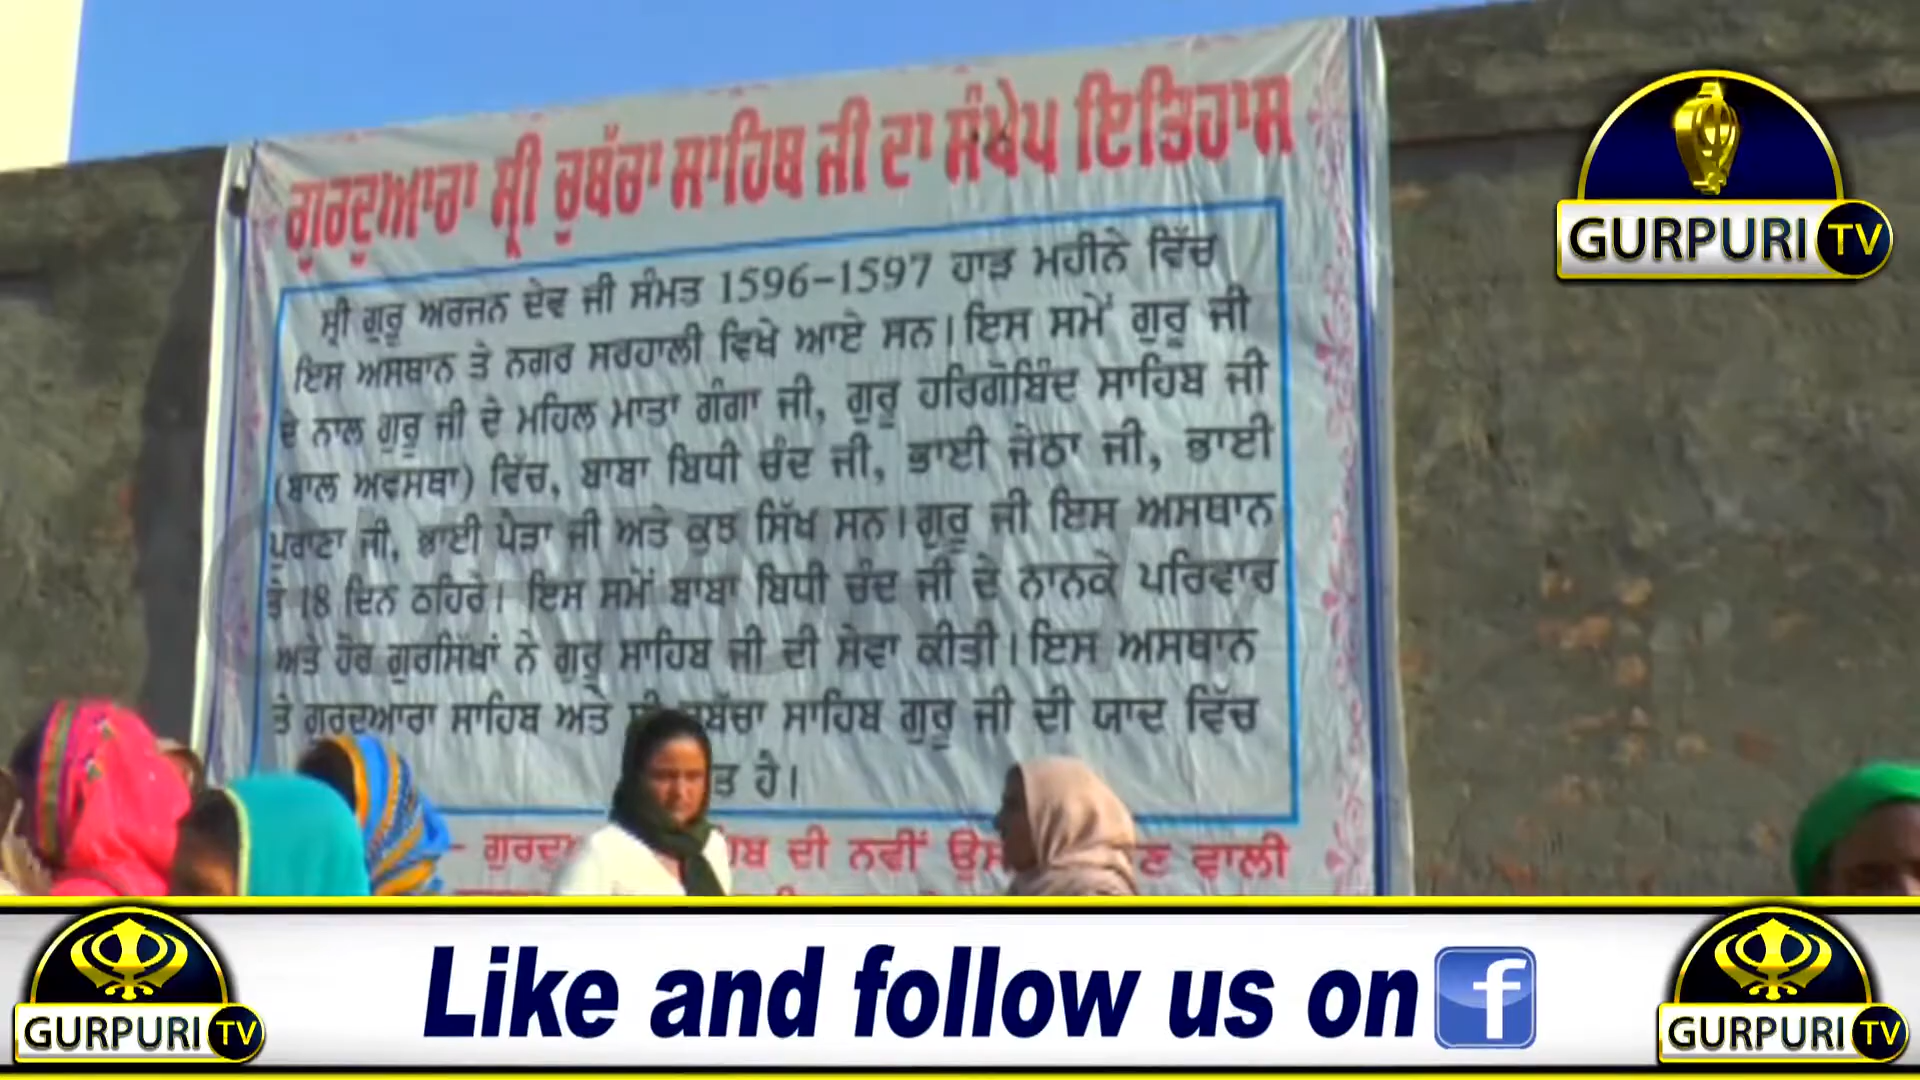 ਗੁਰਦੁਆਰਾ ਸ੍ਰੀ ਚੁਬੱਚਾ ਸਾਹਿਬ ਜੀ ਦਾ ਸੰਖੇਪ ਇਤਿਹਾਸ
GURPURI TV
ਸ੍ਰੀ ਗੁਰੂ ਅਰਜਨ ਦੇਵ ਜੀ ਸੰਮਤ 1596-1597 ਹਾੜ ਮਹੀਨੇ ਵਿੱਚ
ਇਸ ਅਸਥਾਨ ਤੇ ਨਗਰ ਸਰਹਾਲੀ ਵਿਖੇ ਆਏ ਸਨ। ਇਸ ਸਮੇਂ ਗੁਰੂ ਜੀ
ਦੇ ਨਾਲ ਗੁਰੂ ਜੀ ਦੇ ਮਹਿਲ ਮਾਤਾ ਗੰਗਾ ਜੀ, ਗੁਰੂ ਹਰਿਗੋਬਿੰਦ ਸਾਹਿਬ ਜੀ
(ਬਾਲ ਅਵਸਥਾ) ਵਿੱਚ, ਬਾਬਾ ਬਿਧੀ ਚੰਦ ਜੀ, ਭਾਈ ਜੇਠਾ ਜੀ, ਭਾਈ
ਪੁਰਾਣਾ ਜੀ, ਭਾਈ ਪੈੜਾ ਜੀ ਅਤੇ ਕੁਝ ਸਿੱਖ ਸਨ। ਗੁਰੂ ਜੀ ਇਸ ਅਸਥਾਨ
ਤੇ 18 ਦਿਨ ਠਹਿਰੇ। ਇਸ ਸਮੇਂ ਬਾਬਾ ਬਿਧੀ ਚੰਦ ਜੀ ਦੇ ਨਾਨਕੇ ਪਰਿਵਾਰ
ਅਤੇ ਹੋਰ ਗੁਰਸਿੱਖਾਂ ਨੇ ਗੁਰੂ ਸਾਹਿਬ ਜੀ ਦੀ ਸੇਵਾ ਕੀਤੀ। ਇਸ ਅਸਥਾਨ
ਤੇ ਗੁਰਦੁਆਰਾ ਸਾਹਿਬ ਅਤੇ ਸਾਹਿਬ ਗੁਰੂ ਜੀ ਦੀ ਯਾਦ ਵਿੱਚ
ਹੈ।
ਦੀ ਨਵੀਂ ਵਾਲੀ
Like and follow us on f
GURPURI TV
GURPURI TV